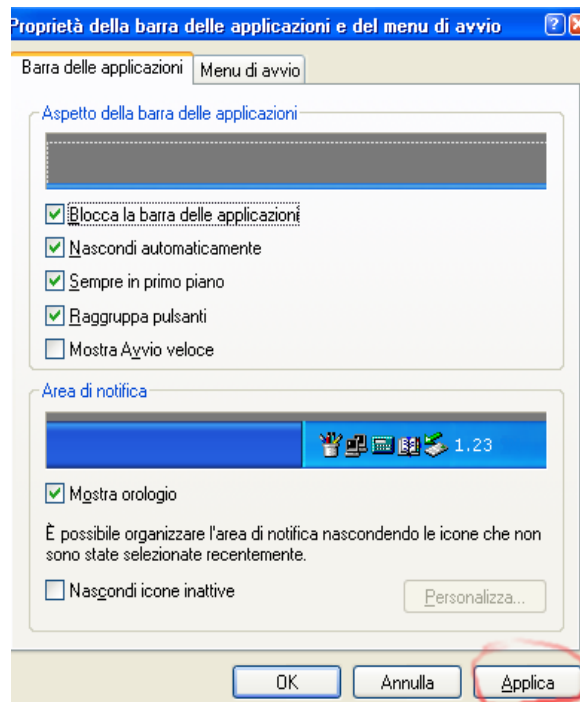 Proprietà della barra delle applicazioni e del menu di avvio
Barra delle applicazioni
Menu di avvio
Aspetto della barra delle applicazioni
Blocca la barra delle applicazioni
Nascondi automaticamente
Sempre in primo piano
Raggruppa pulsanti
Mostra Avvio veloce
Area di notifica
1.23
Mostra orologio
È possibile organizzare l'area di notifica nascondendo le icone che non
sono state selezionate recentemente.
Nascondi icone inattive
Personalizza...
OK
Annulla
Applica